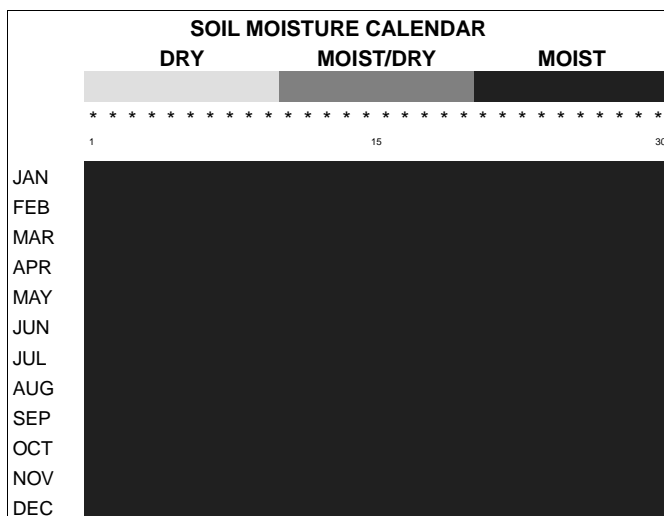 SOIL MOISTURE CALENDAR
DRY MOIST/DRY MOIST
* * * * * * * * * * * * * * * * * * * * * * * * * * * * * *
1 15 30
JAN
FEB
MAR
APR
MAY
JUN
JUL
AUG
SEP
OCT
NOV
DEC